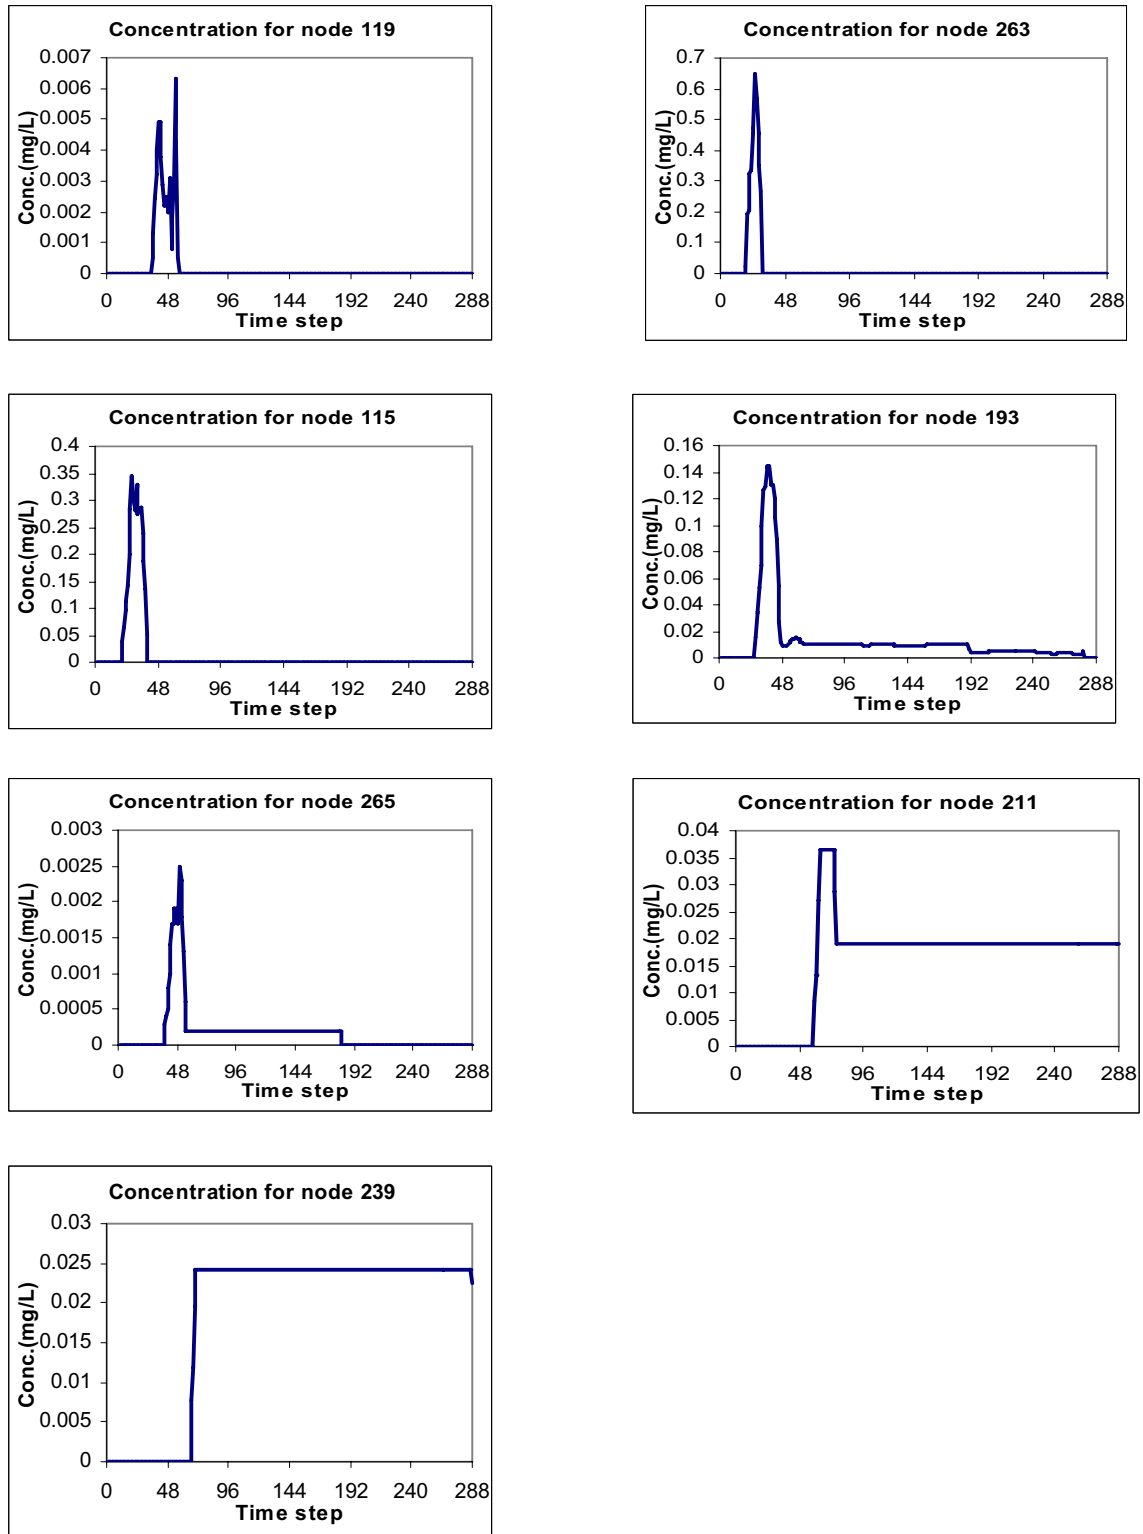 Concentration for node 119
Conc.(mg/L)
0.007
0.006
0.005
0.004
0.003
0.002
0.001
0
0 48 96 144 192 240 288
Time step
Concentration for node 263
Conc.(mg/L)
0.7
0.6
0.5
0.4
0.3
0.2
0.1
0
0 48 96 144 192 240 288
Time step
Concentration for node 115
Conc.(mg/L)
0.4
0.35
0.3
0.25
0.2
0.15
0.1
0.05
0
0 48 96 144 192 240 288
Time step
Concentration for node 193
Conc.(mg/L)
0.16
0.14
0.12
0.1
0.08
0.06
0.04
0.02
0
0 48 96 144 192 240 288
Time step
Concentration for node 265
Conc.(mg/L)
0.003
0.0025
0.002
0.0015
0.001
0.0005
0
0 48 96 144 192 240 288
Time step
Concentration for node 211
Conc.(mg/L)
0.04
0.035
0.03
0.025
0.02
0.015
0.01
0.005
0
0 48 96 144 192 240 288
Time step
Concentration for node 239
Conc.(mg/L)
0.03
0.025
0.02
0.015
0.01
0.005
0
0 48 96 144 192 240 288
Time step